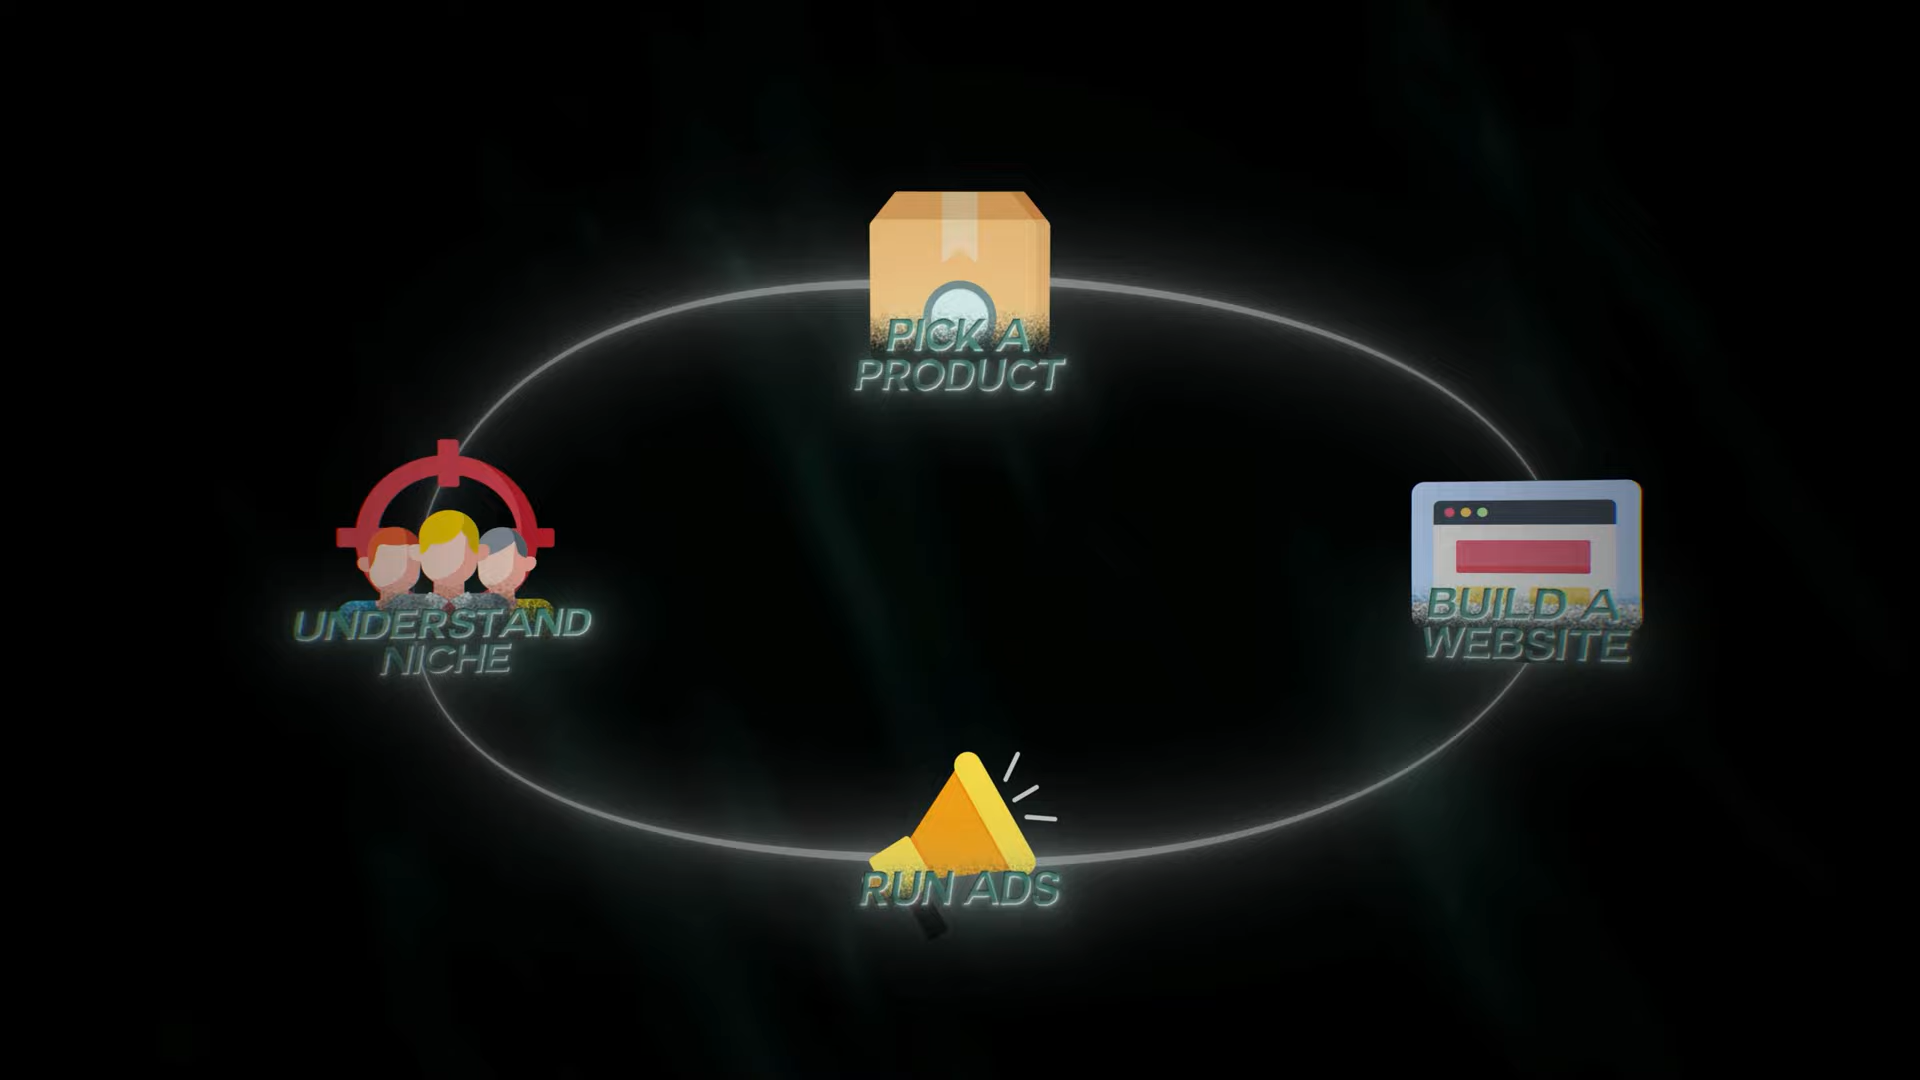 PICK A
PRODUCT
UNDERSTAND
NICHE
BUILD A
WEBSITE
RUN ADS